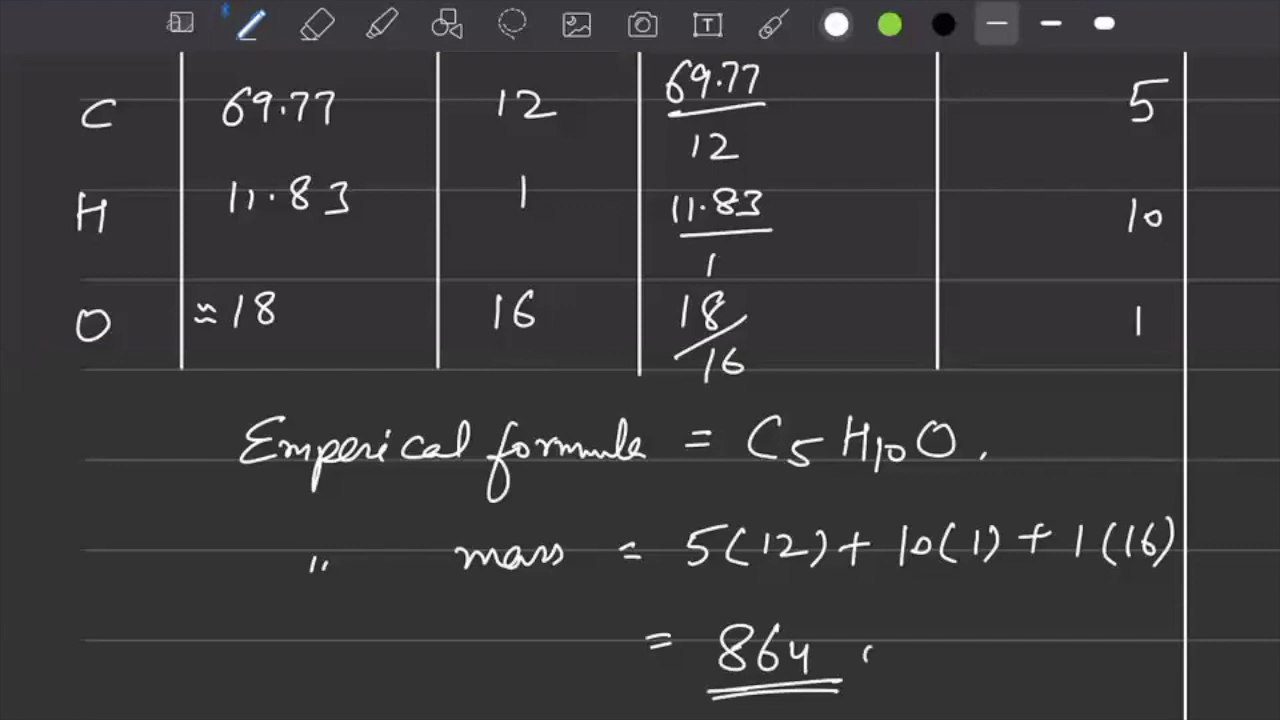 C 69.77 12 69.77/12 5
H 11.83 1 11.83/1 10
O ≈18 16 18/16 1
Emperical formula = C5H10O.
" mass = 5(12)+10(1)+1(16)
= 86u